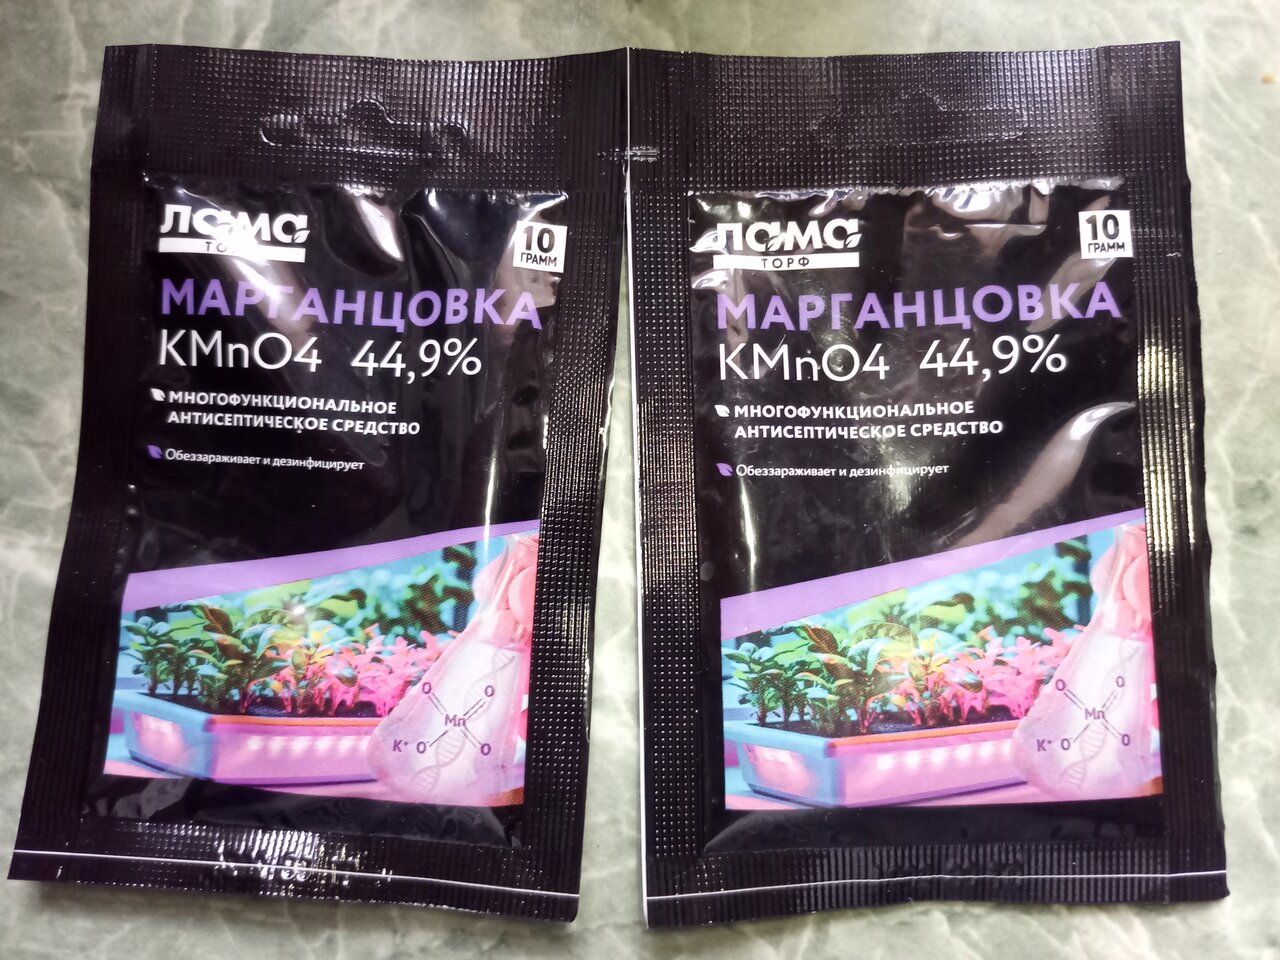 лама
10
ГРАММ
МАРГАНЦОВКА
KMnO4 44,9%
МНОГОФУНКЦИОНАЛЬНОЕ
АНТИСЕПТИЧЕСКОЕ СРЕДСТВО
Обеззараживает и дезинфицирует
O O
Mn
K⁺ O⁻ O
лама
ТОРФ
10
ГРАММ
МАРГАНЦОВКА
KMnO4 44,9%
МНОГОФУНКЦИОНАЛЬНОЕ
АНТИСЕПТИЧЕСКОЕ СРЕДСТВО
Обеззараживает и дезинфицирует
O O
Mn
K⁺ O⁻ O